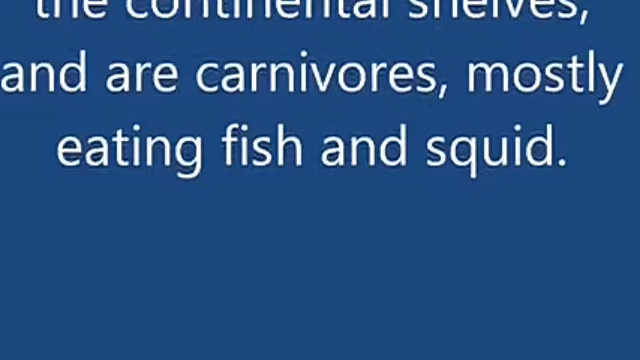 the continental shelves,
and are carnivores, mostly
eating fish and squid.